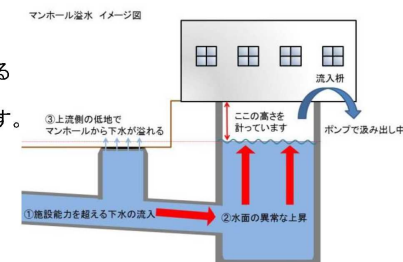 マンホール溢水 イメージ図
る
す。
流入枡
③上流側の低地で
マンホールから下水が溢れる
ここの高さを
計っています
ポンプで汲み出し中
①施設能力を超える下水の流入
②水面の異常な上昇